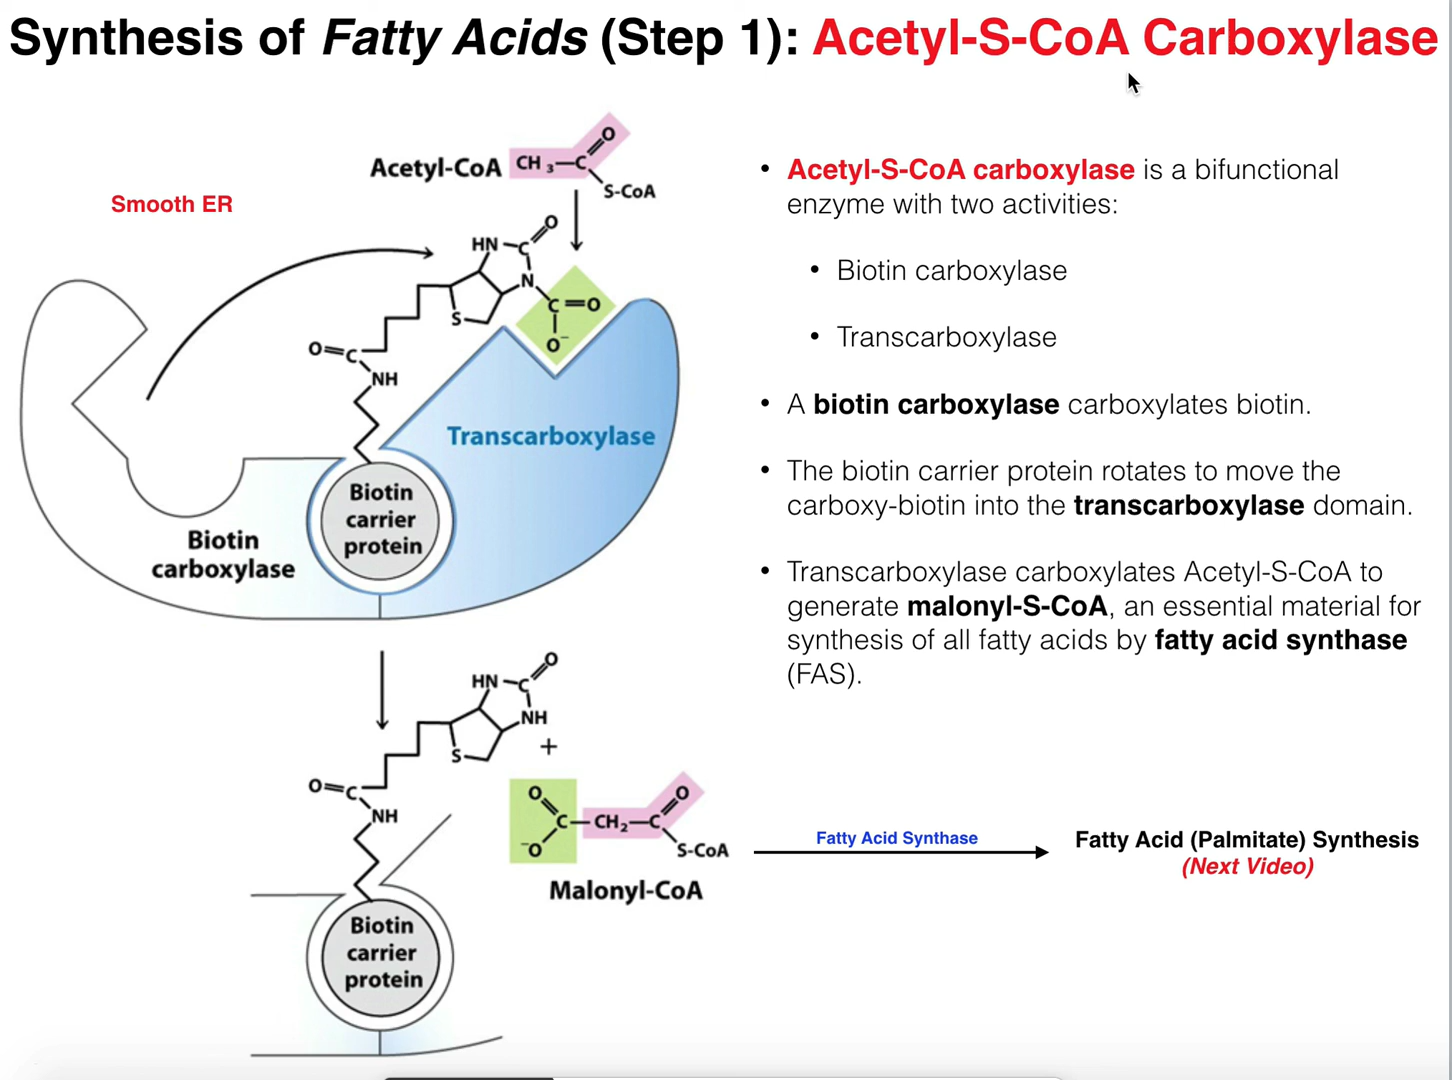 Synthesis of Fatty Acids (Step 1): Acetyl-S-CoA Carboxylase
Smooth ER
Acetyl-CoA
CH3—C
O
S-CoA
HN
C
O
N
C=O
O⁻
S
O=C
NH
Transcarboxylase
Biotin
carrier
protein
Biotin
carboxylase
HN
C
O
NH
S
+
O=C
NH
O
C—CH2—C
O
⁻O
S-CoA
Malonyl-CoA
Biotin
carrier
protein
• Acetyl-S-CoA carboxylase is a bifunctional
enzyme with two activities:
• Biotin carboxylase
• Transcarboxylase
• A biotin carboxylase carboxylates biotin.
• The biotin carrier protein rotates to move the
carboxy-biotin into the transcarboxylase domain.
• Transcarboxylase carboxylates Acetyl-S-CoA to
generate malonyl-S-CoA, an essential material for
synthesis of all fatty acids by fatty acid synthase
(FAS).
Fatty Acid Synthase
Fatty Acid (Palmitate) Synthesis
(Next Video)